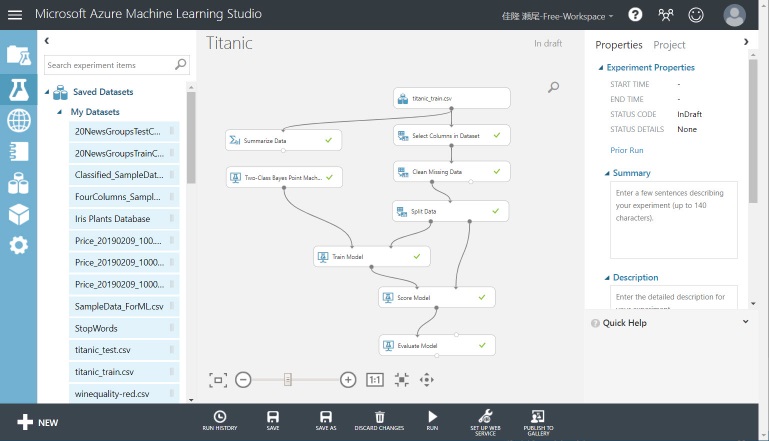 Microsoft Azure Machine Learning Studio
佳隆 瀬尾-Free-Workspace
Search experiment items
Saved Datasets
My Datasets
20NewsGroupsTestC...
20NewsGroupsTrainC...
Classified_SampleDat...
FourColumns_Sampl...
Iris Plants Database
Price_20190209_1000....
Price_20190209_1000...
Price_20190209_1000...
SampleData_ForML.csv
StopWords
titanic_test.csv
titanic_train.csv
winequality-red.csv
Titanic
In draft
titanic_train.csv
Summarize Data
Select Columns in Dataset
Two-Class Bayes Point Mach...
Clean Missing Data
Split Data
Train Model
Score Model
Evaluate Model
1:1
Properties
Project
Experiment Properties
START TIME -
END TIME -
STATUS CODE InDraft
STATUS DETAILS None
Prior Run
Summary
Enter a few sentences describing
your experiment (up to 140
characters).
Description
Enter the detailed description for
your experiment.
Quick Help
NEW
RUN HISTORY
SAVE
SAVE AS
DISCARD CHANGES
RUN
SET UP WEB
SERVICE
PUBLISH TO
GALLERY